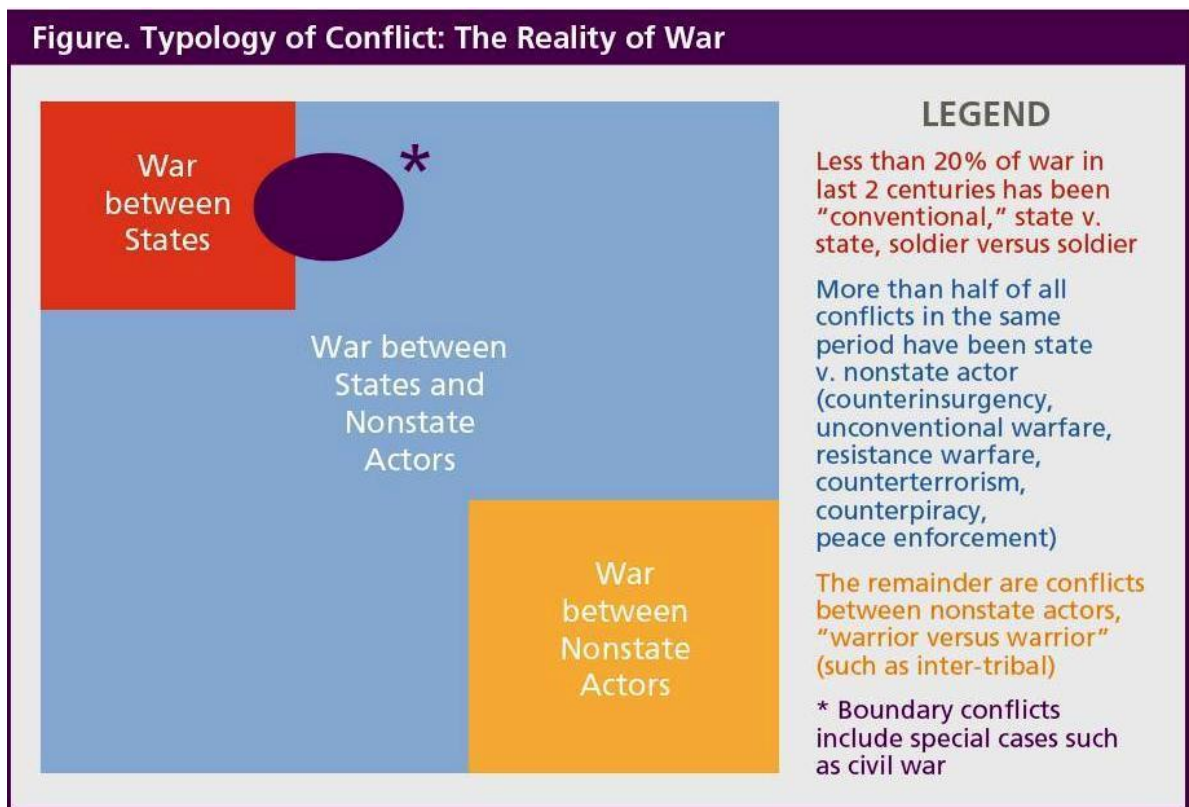 Figure. Typology of Conflict: The Reality of War
War
between
States
*
War between
States and
Nonstate
Actors
War
between
Nonstate
Actors
LEGEND
Less than 20% of war in
last 2 centuries has been
“conventional,” state v.
state, soldier versus soldier
More than half of all
conflicts in the same
period have been state
v. nonstate actor
(counterinsurgency,
unconventional warfare,
resistance warfare,
counterterrorism,
counterpiracy,
peace enforcement)
The remainder are conflicts
between nonstate actors,
“warrior versus warrior”
(such as inter-tribal)
* Boundary conflicts
include special cases such
as civil war